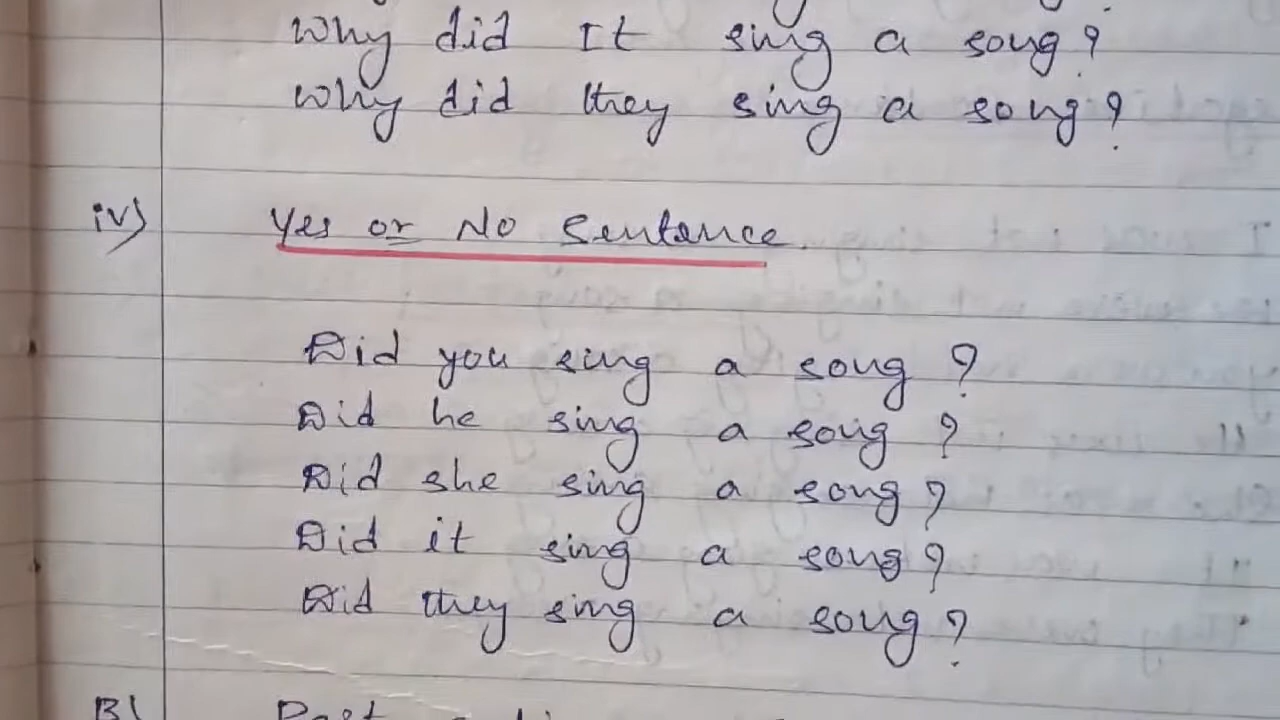 Why did It sing a song?
Why did they sing a song?
iv) Yes or No Sentence
Did you sing a song?
Did he sing a song?
Did she sing a song?
Did it sing a song?
Did they sing a song?
B) Past